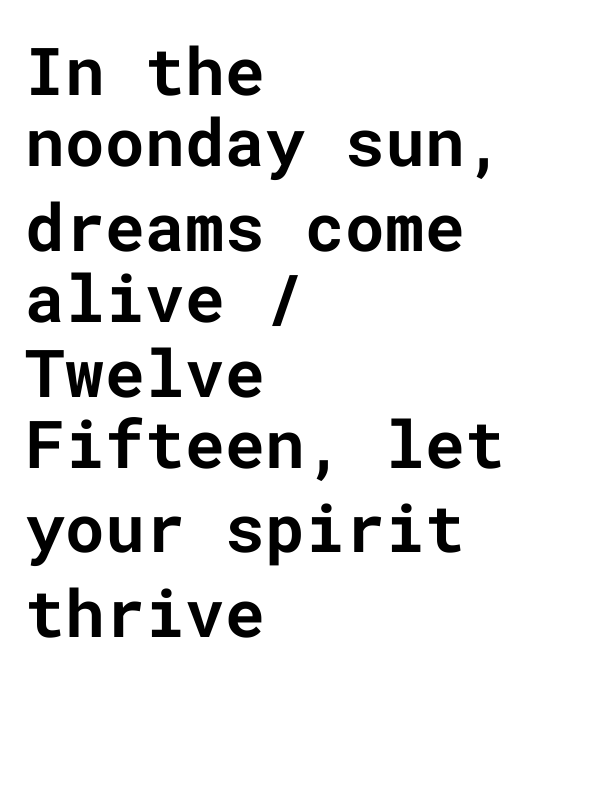 In the
noonday sun,
dreams come
alive /
Twelve
Fifteen, let
your spirit
thrive